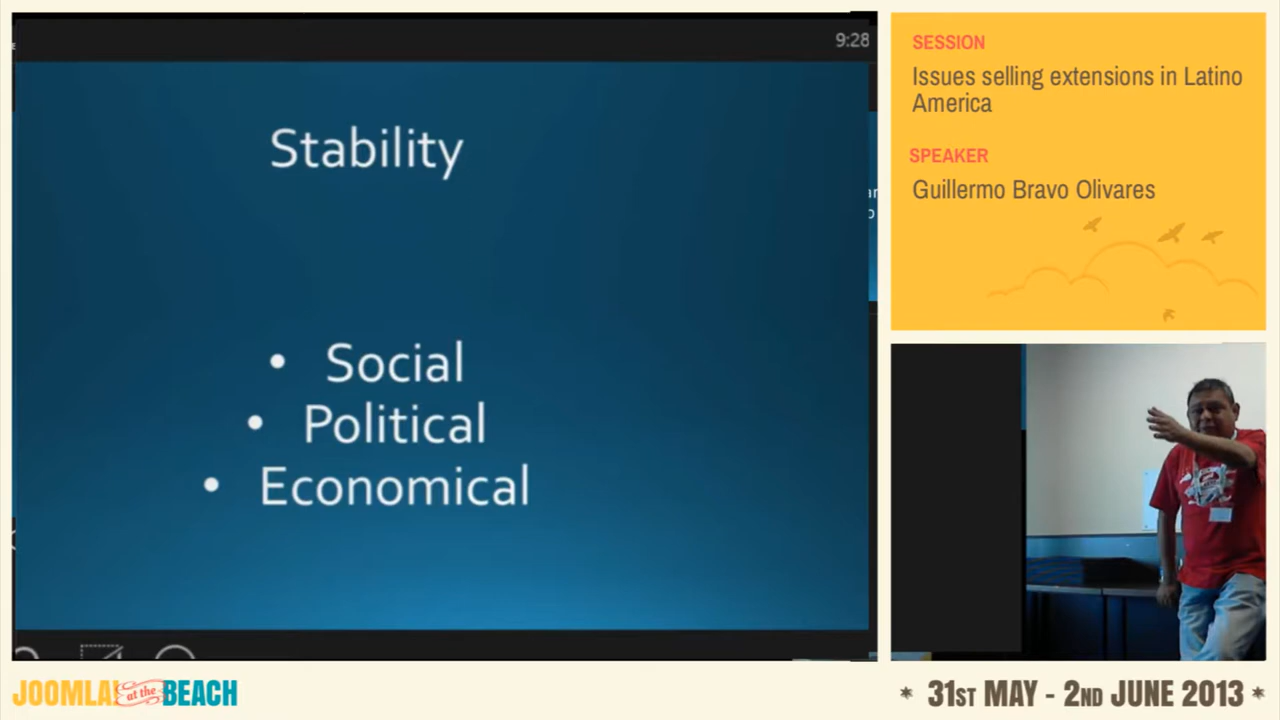 9:28
Stability
• Social
• Political
• Economical
SESSION
Issues selling extensions in Latino
America
SPEAKER
Guillermo Bravo Olivares
JOOMLA! at the BEACH
* 31ST MAY - 2ND JUNE 2013 *